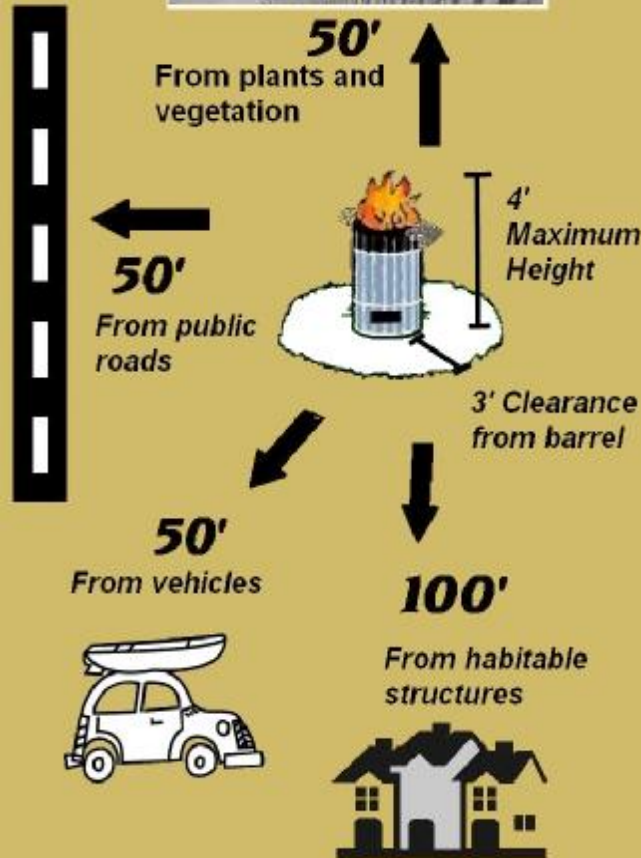 50'
From plants and
vegetation
4'
Maximum
Height
50'
From public
roads
3' Clearance
from barrel
50'
From vehicles
100'
From habitable
structures